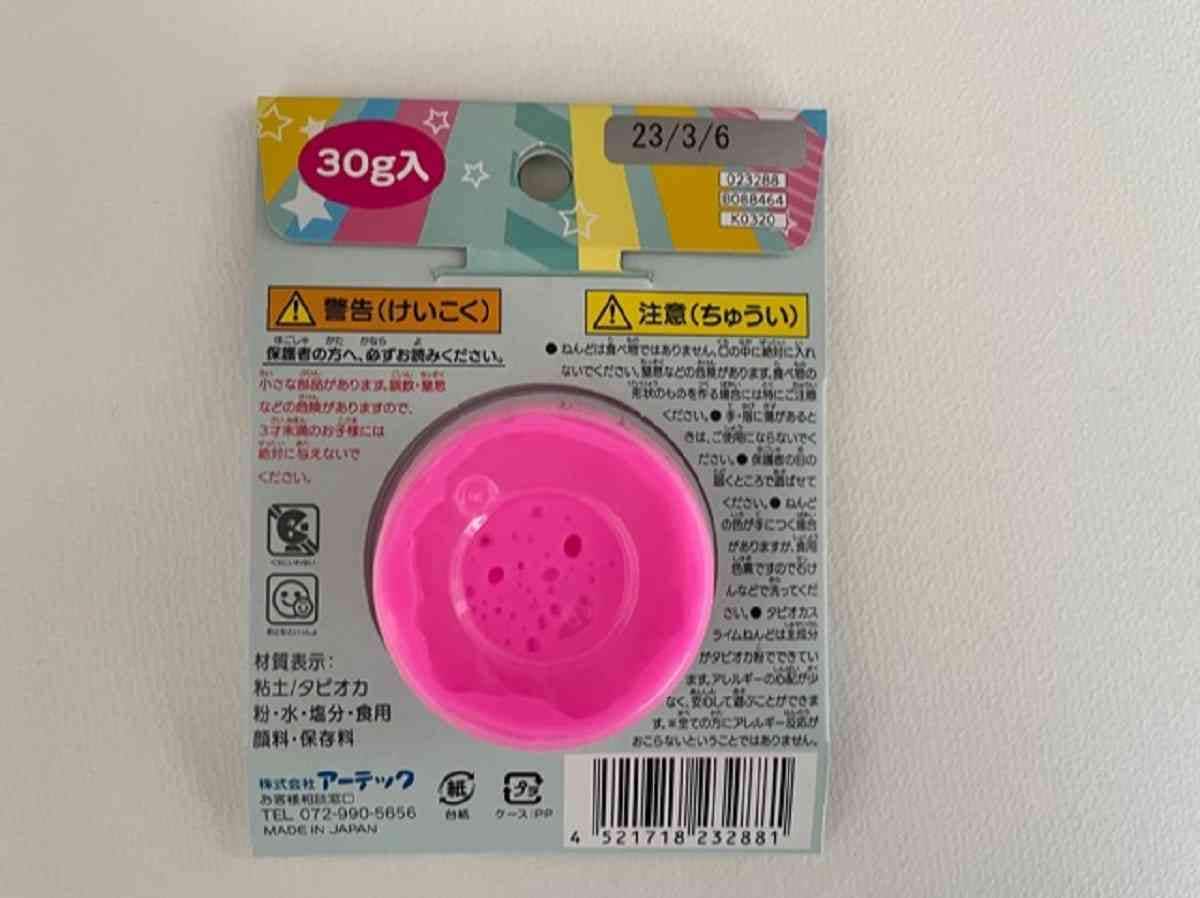 30g入
23/3/6
023288
B088464
K0320
警告(けいこく)
保護者の方へ、必ずお読みください。
小さな部品があります。誤飲・窒息
などの危険がありますので、
3才未満のお子様には
絶対に与えないで
ください。
材質表示:
粘土/タピオカ
粉・水・塩分・食用
顔料・保存料
注意(ちゅうい)
●ねんどは食べ物ではありません。口の中に絶対に入れ
ないでください。窒息などの危険があります。食べ物の
形状のものを作る場合には特にご注意
ください。●手・指に傷があると
きは、ご使用にならないでく
ださい。●保護者の目の
届くところで遊ばせて
ください。●ねんど
の色が手につく場合
がありますが、食用
色素ですので石け
んなどで洗ってくだ
さい。●タピオカス
ライムねんどは主成分
がタピオカ粉でできてい
ます。アレルギーの心配が少
なく、安心して遊ぶことができま
す。※全ての方にアレルギー反応が
おこらないということではありません。
株式会社アーテック
お客様相談窓口
TEL 072-990-5656
MADE IN JAPAN
紙
台紙
プラ
ケース:PP
4 521718 232881